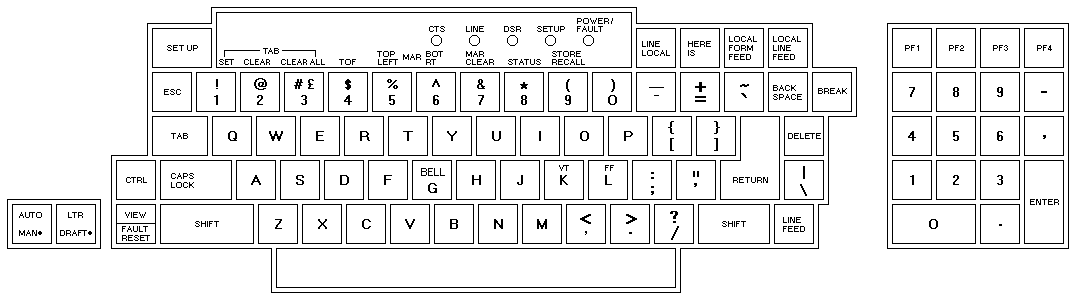 POWER/
CTS LINE DSR SETUP FAULT
SET UP
TAB
SET CLEAR CLEAR ALL TOF
TOP
LEFT
MAR
BOT
RT
MAR
CLEAR
STATUS
STORE
RECALL
LINE
LOCAL
HERE
IS
LOCAL
FORM
FEED
LOCAL
LINE
FEED
PF1 PF2 PF3 PF4
ESC
! @ # £ $ % ^ & * ( ) — + ~
1 2 3 4 5 6 7 8 9 0 - = `
BACK
SPACE
BREAK
7 8 9 -
TAB
Q W E R T Y U I O P
{ }
[ ]
DELETE
4 5 6 ,
CTRL
CAPS
LOCK
A S D F
BELL
G
H J
VT
K
FF
L
:
;
"
'
RETURN
|
\
1 2 3
ENTER
AUTO
MAN•
LTR
DRAFT•
VIEW
FAULT
RESET
SHIFT
Z X C V B N M
< > ?
, . /
SHIFT
LINE
FEED
0 .